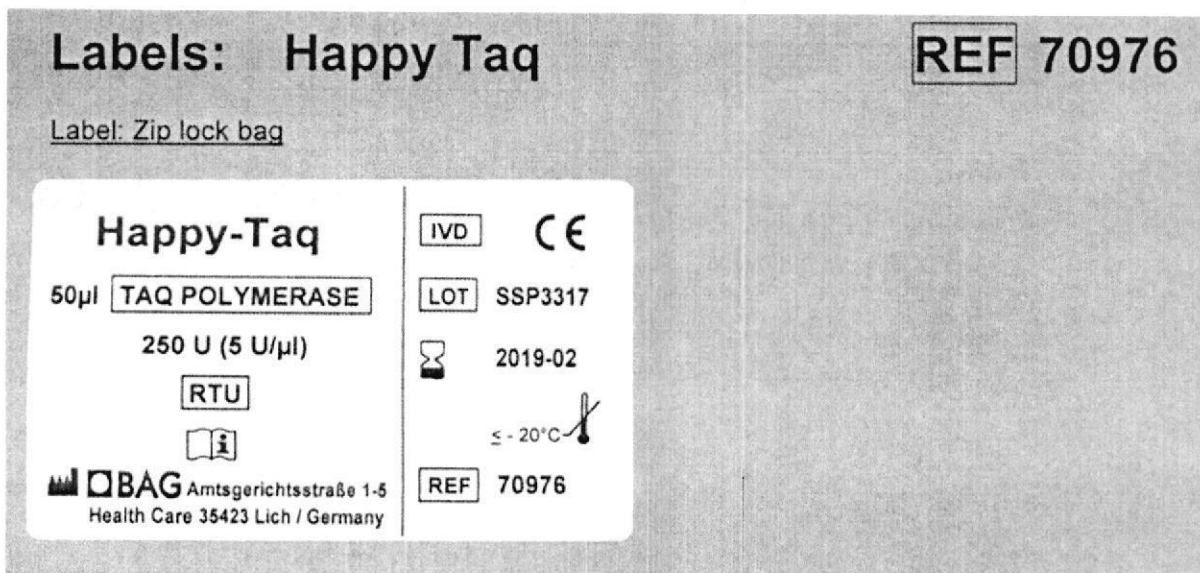 Labels: Happy Taq
REF 70976
Label: Zip lock bag
Happy-Taq
50µl TAQ POLYMERASE
250 U (5 U/µl)
RTU
i
BAG Amtsgerichtsstraße 1-5
Health Care 35423 Lich / Germany
IVD CE
LOT SSP3317
2019-02
≤ - 20°C
REF 70976